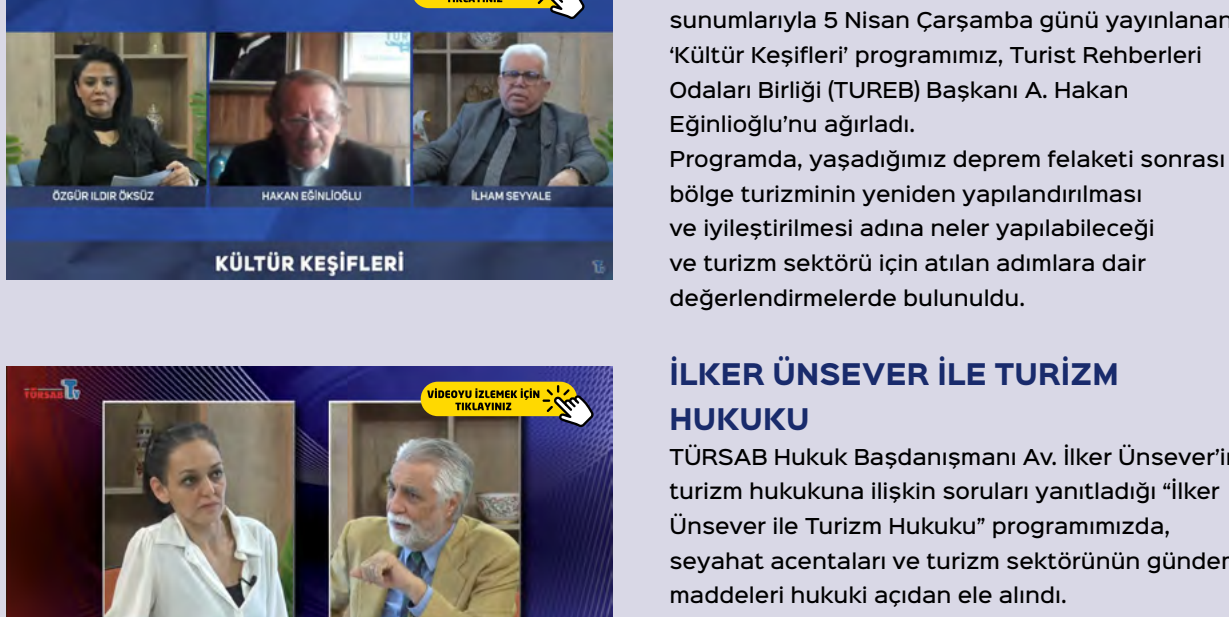 TIKLAYINIZ
ÖZGÜR ILDIR ÖKSÜZ
HAKAN EĞİNLİOĞLU
İLHAM SEYYALE
KÜLTÜR KEŞİFLERİ
sunumlarıyla 5 Nisan Çarşamba günü yayınlanan
‘Kültür Keşifleri’ programımız, Turist Rehberleri
Odaları Birliği (TUREB) Başkanı A. Hakan
Eğinlioğlu’nu ağırladı.
Programda, yaşadığımız deprem felaketi sonrası
bölge turizminin yeniden yapılandırılması
ve iyileştirilmesi adına neler yapılabileceği
ve turizm sektörü için atılan adımlara dair
değerlendirmelerde bulunuldu.
TÜRSAB Tv
VİDEOYU İZLEMEK İÇİN
TIKLAYINIZ
İLKER ÜNSEVER İLE TURİZM
HUKUKU
TÜRSAB Hukuk Başdanışmanı Av. İlker Ünsever’in
turizm hukukuna ilişkin soruları yanıtladığı “İlker
Ünsever ile Turizm Hukuku” programımızda,
seyahat acentaları ve turizm sektörünün gündem
maddeleri hukuki açıdan ele alındı.